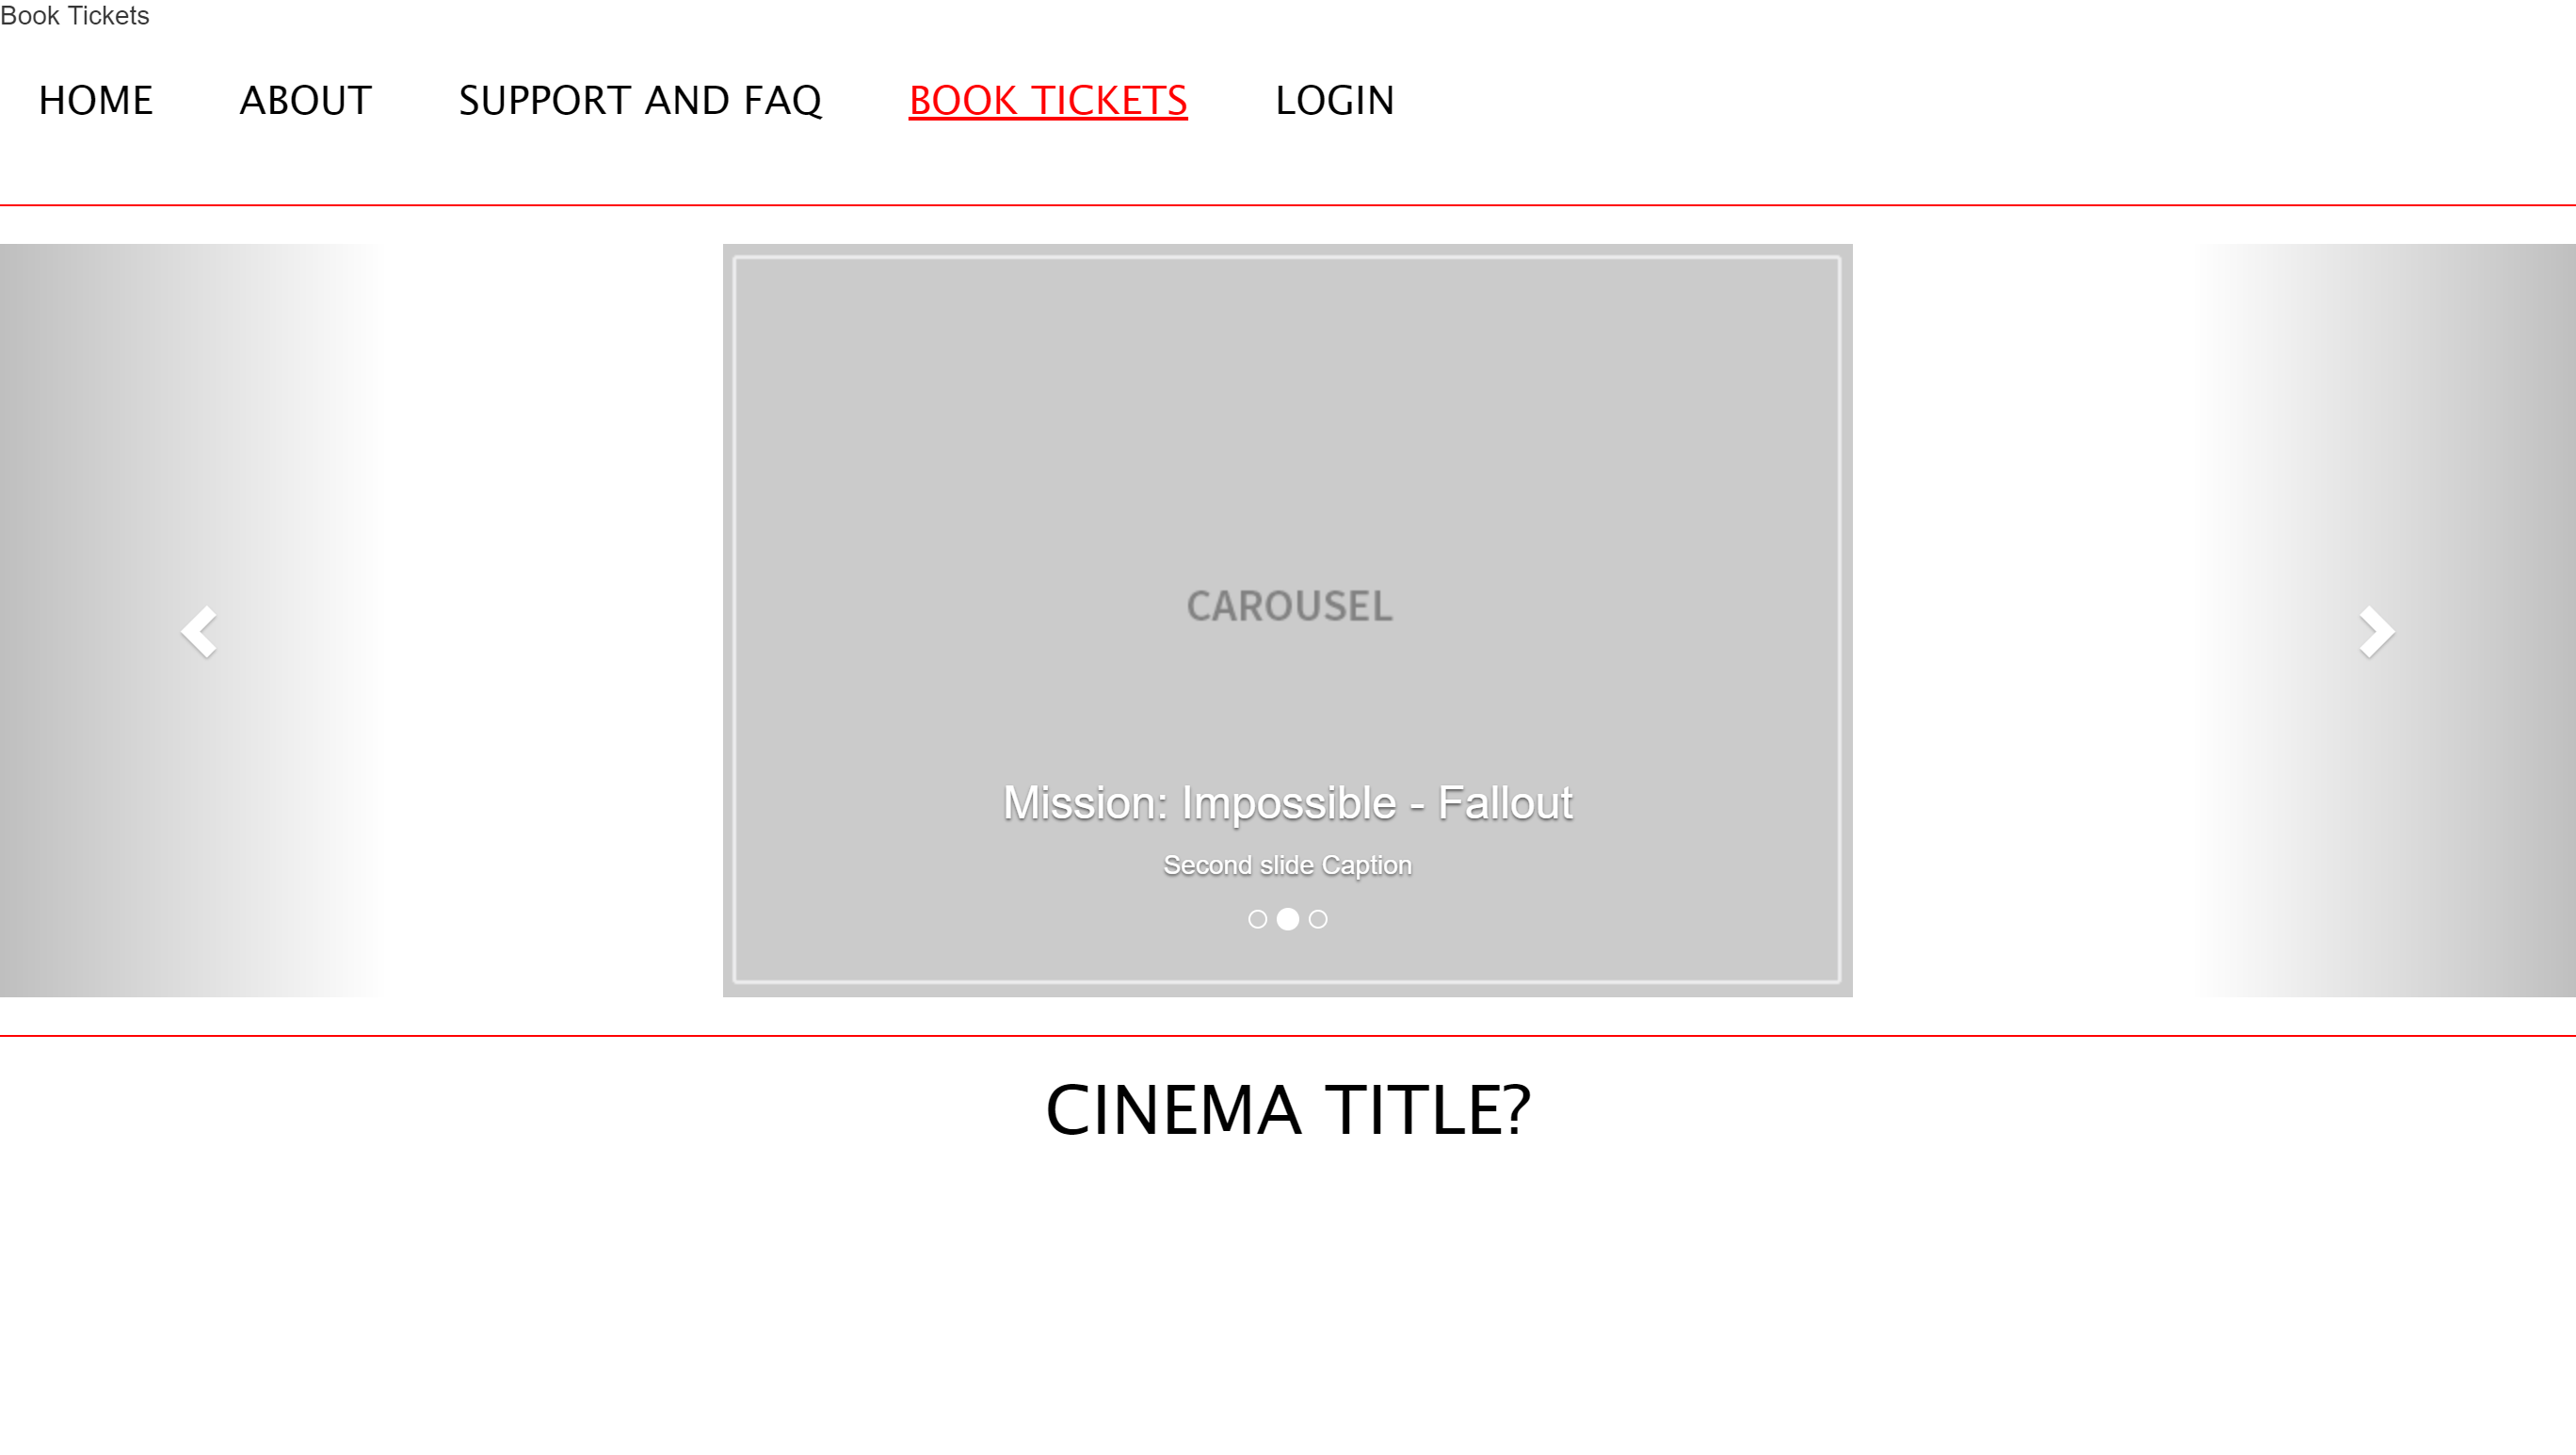 Book Tickets
HOME ABOUT SUPPORT AND FAQ BOOK TICKETS LOGIN
CAROUSEL
Mission: Impossible - Fallout
Second slide Caption
CINEMA TITLE?